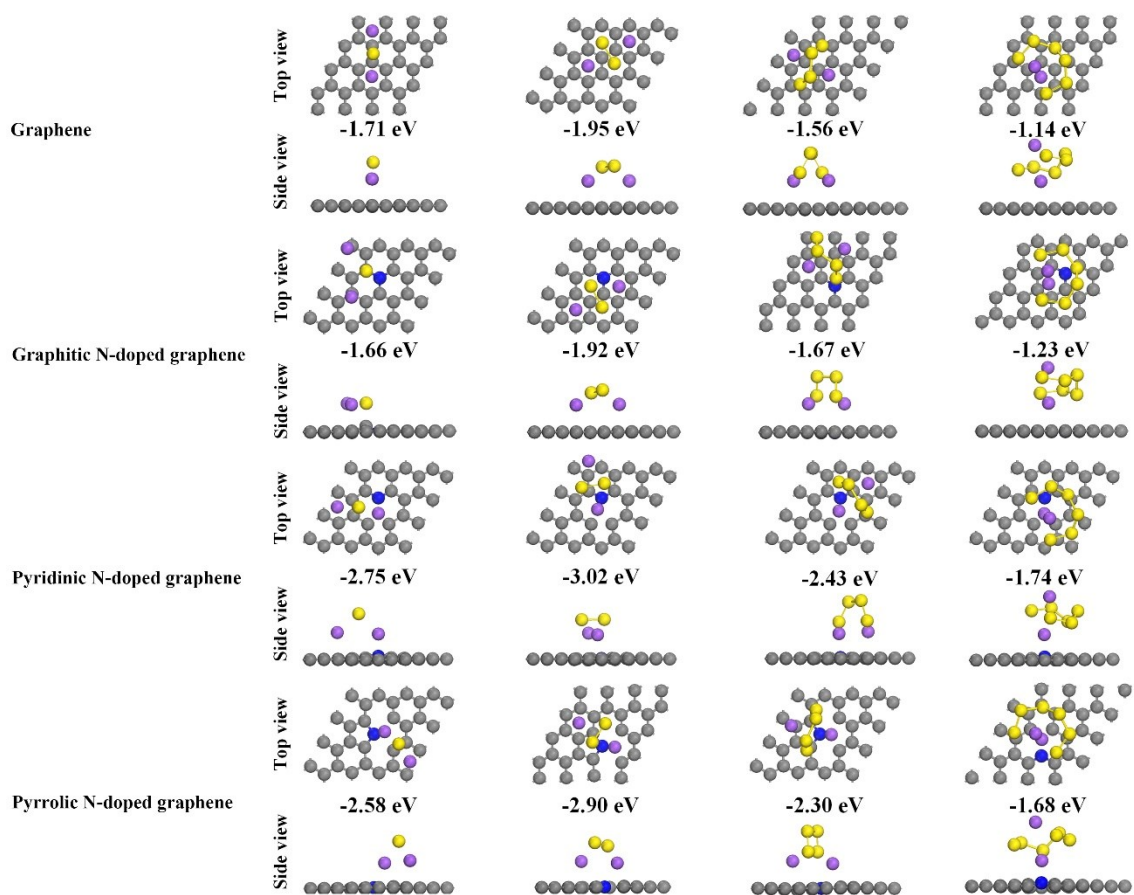 Top view
Graphene
-1.71 eV -1.95 eV -1.56 eV -1.14 eV
Side view
Top view
Graphitic N-doped graphene
-1.66 eV -1.92 eV -1.67 eV -1.23 eV
Side view
Top view
Pyridinic N-doped graphene
-2.75 eV -3.02 eV -2.43 eV -1.74 eV
Side view
Top view
Pyrrolic N-doped graphene
-2.58 eV -2.90 eV -2.30 eV -1.68 eV
Side view